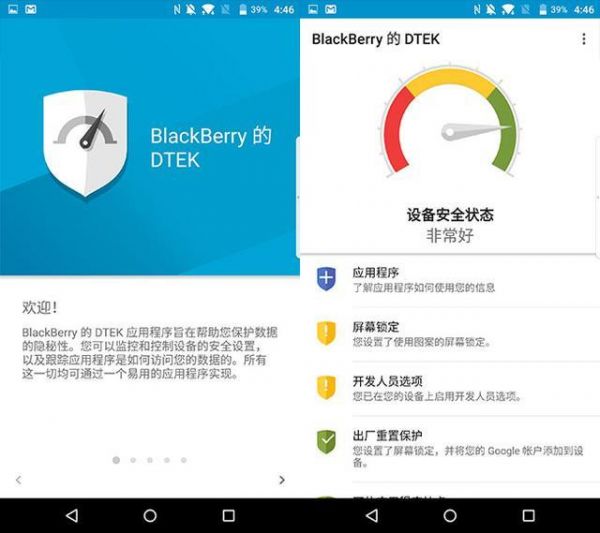 39% 4:46
BlackBerry 的
DTEK
欢迎！
BlackBerry 的 DTEK 应用程序旨在帮助您保护数据
的隐秘性。您可以监控和控制设备的安全设置，
以及跟踪应用程序是如何访问您的数据的。所有
这一切均可通过一个易用的应用程序实现。
39% 4:46
BlackBerry 的 DTEK
设备安全状态
非常好
应用程序
了解应用程序如何使用您的信息
屏幕锁定
您设置了使用图案的屏幕锁定。
开发人员选项
您已在您的设备上启用开发人员选项。
出厂重置保护
您设置了屏幕锁定，并将您的 Google 帐户添加到设
备。